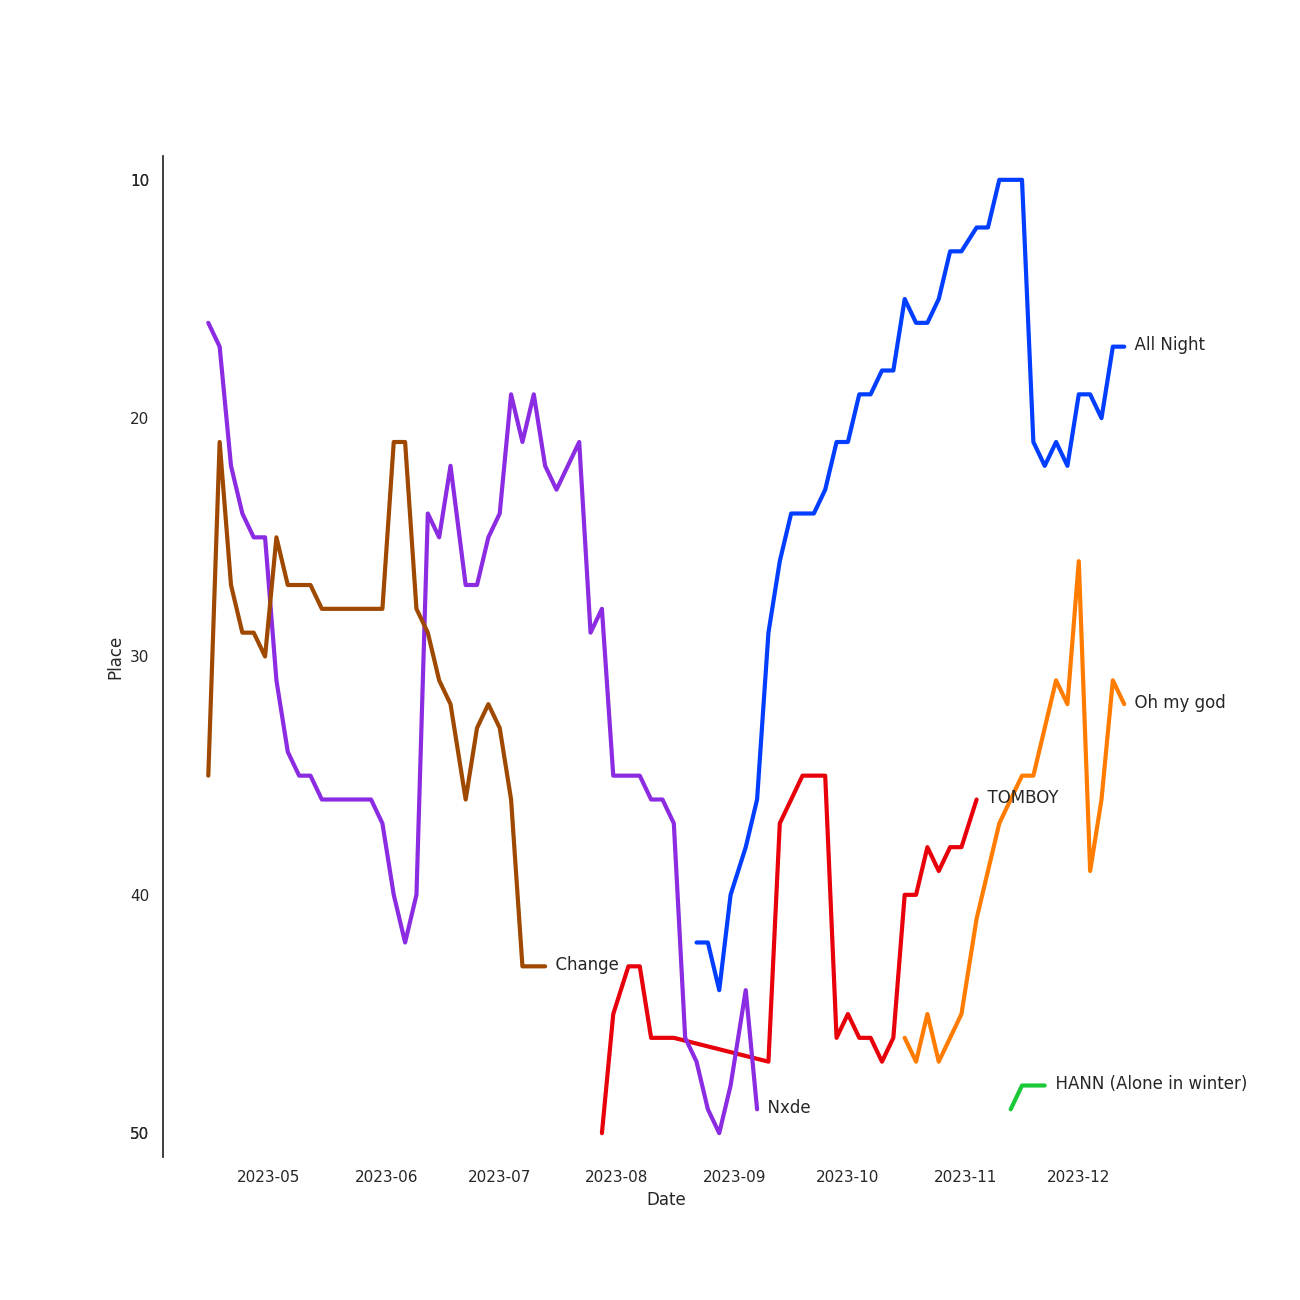 10
All Night
20
Place
30
Oh my god
TOMBOY
40
Change
HANN (Alone in winter)
Nxde
50
2023-05 2023-06 2023-07 2023-08 2023-09 2023-10 2023-11 2023-12
Date